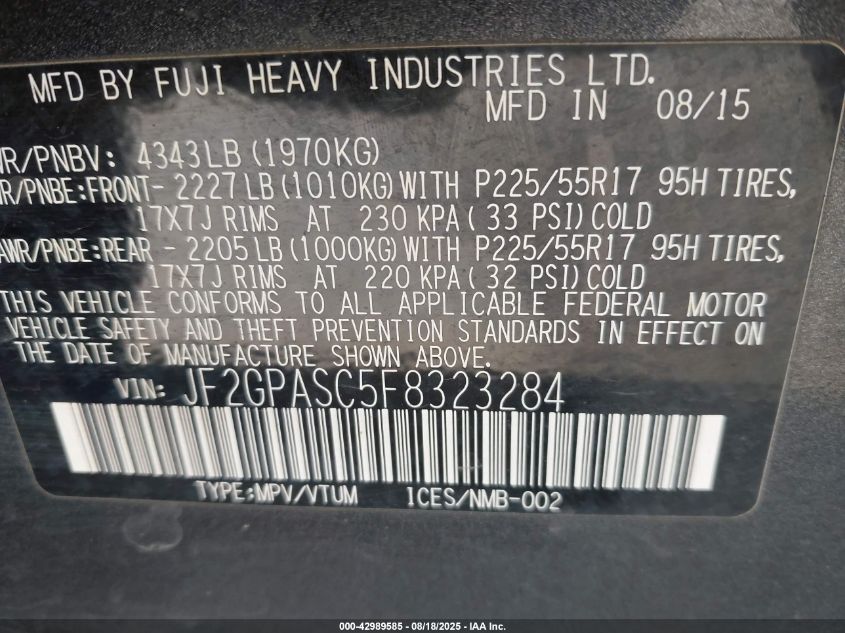 MFD BY FUJI HEAVY INDUSTRIES LTD.
MFD IN 08/15
WR/PNBV: 4343LB (1970KG)
R/PNBE:FRONT- 2227 LB (1010KG) WITH P225/55R17 95H TIRES,
17X7J RIMS AT 230 KPA ( 33 PSI) COLD
AWR/PNBE:REAR - 2205 LB (1000KG) WITH P225/55R17 95H TIRES,
17X7J RIMS AT 220 KPA ( 32 PSI) COLD
THIS VEHICLE CONFORMS TO ALL APPLICABLE FEDERAL MOTOR
VEHICLE SAFETY AND THEFT PREVENTION STANDARDS IN EFFECT ON
THE DATE OF MANUFACTURE SHOWN ABOVE.
VIN: JF2GPASC5F8323284
TYPE:MPV/VTUM 1CES/NMB-002
000-42989585 - 08/18/2025 - IAA Inc.